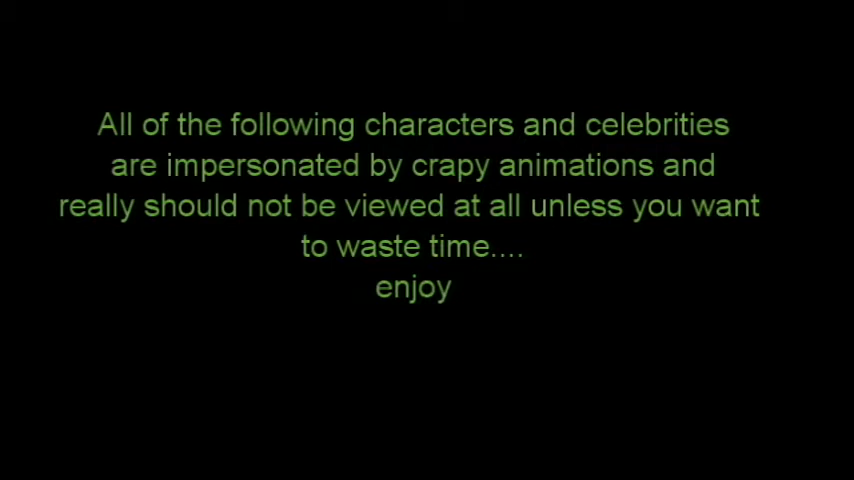 All of the following characters and celebrities
are impersonated by crapy animations and
really should not be viewed at all unless you want
to waste time....
enjoy